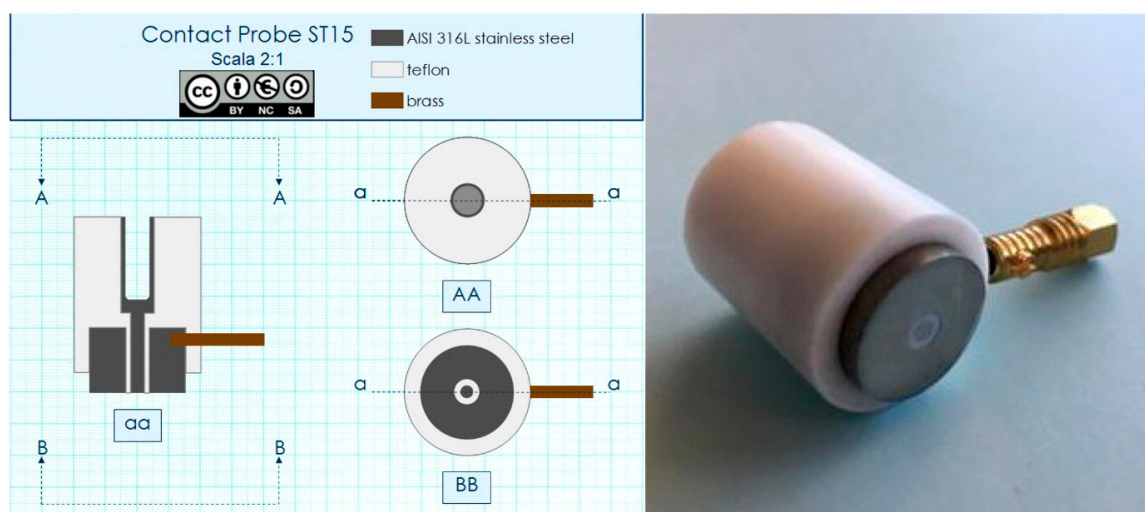 Contact Probe ST15
Scala 2:1
cc
BY NC SA
AISI 316L stainless steel
teflon
brass
A A
aa
B B
a a
AA
a a
BB